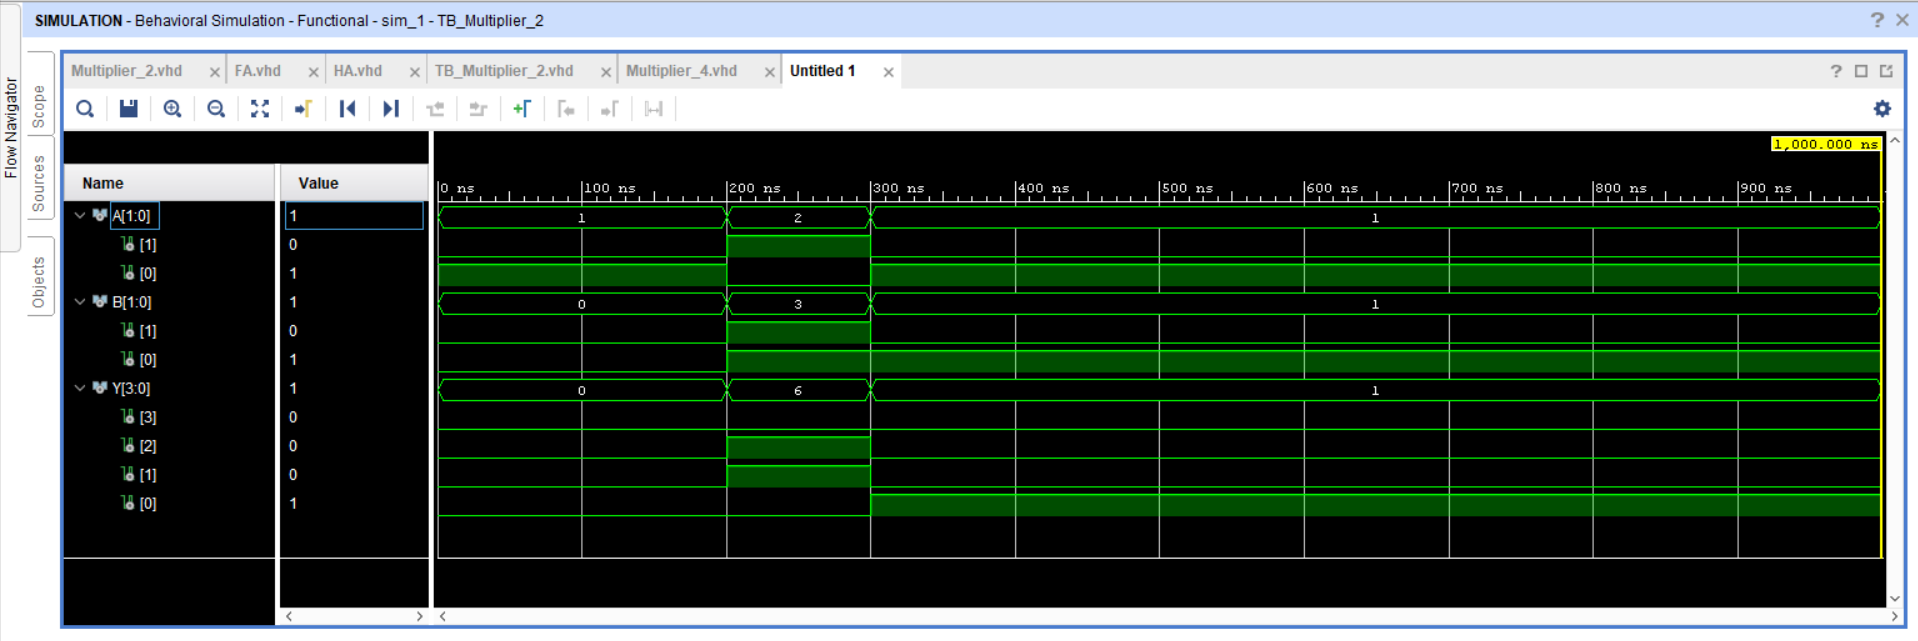 SIMULATION - Behavioral Simulation - Functional - sim_1 - TB_Multiplier_2
Flow Navigator
Scope
Sources
Objects
Multiplier_2.vhd FA.vhd HA.vhd TB_Multiplier_2.vhd Multiplier_4.vhd Untitled 1
1,000.000 ns
Name Value
0 ns 100 ns 200 ns 300 ns 400 ns 500 ns 600 ns 700 ns 800 ns 900 ns
A[1:0] 1 1 2 1
[1] 0
[0] 1
B[1:0] 1 0 3 1
[1] 0
[0] 1
Y[3:0] 1 0 6 1
[3] 0
[2] 0
[1] 0
[0] 1